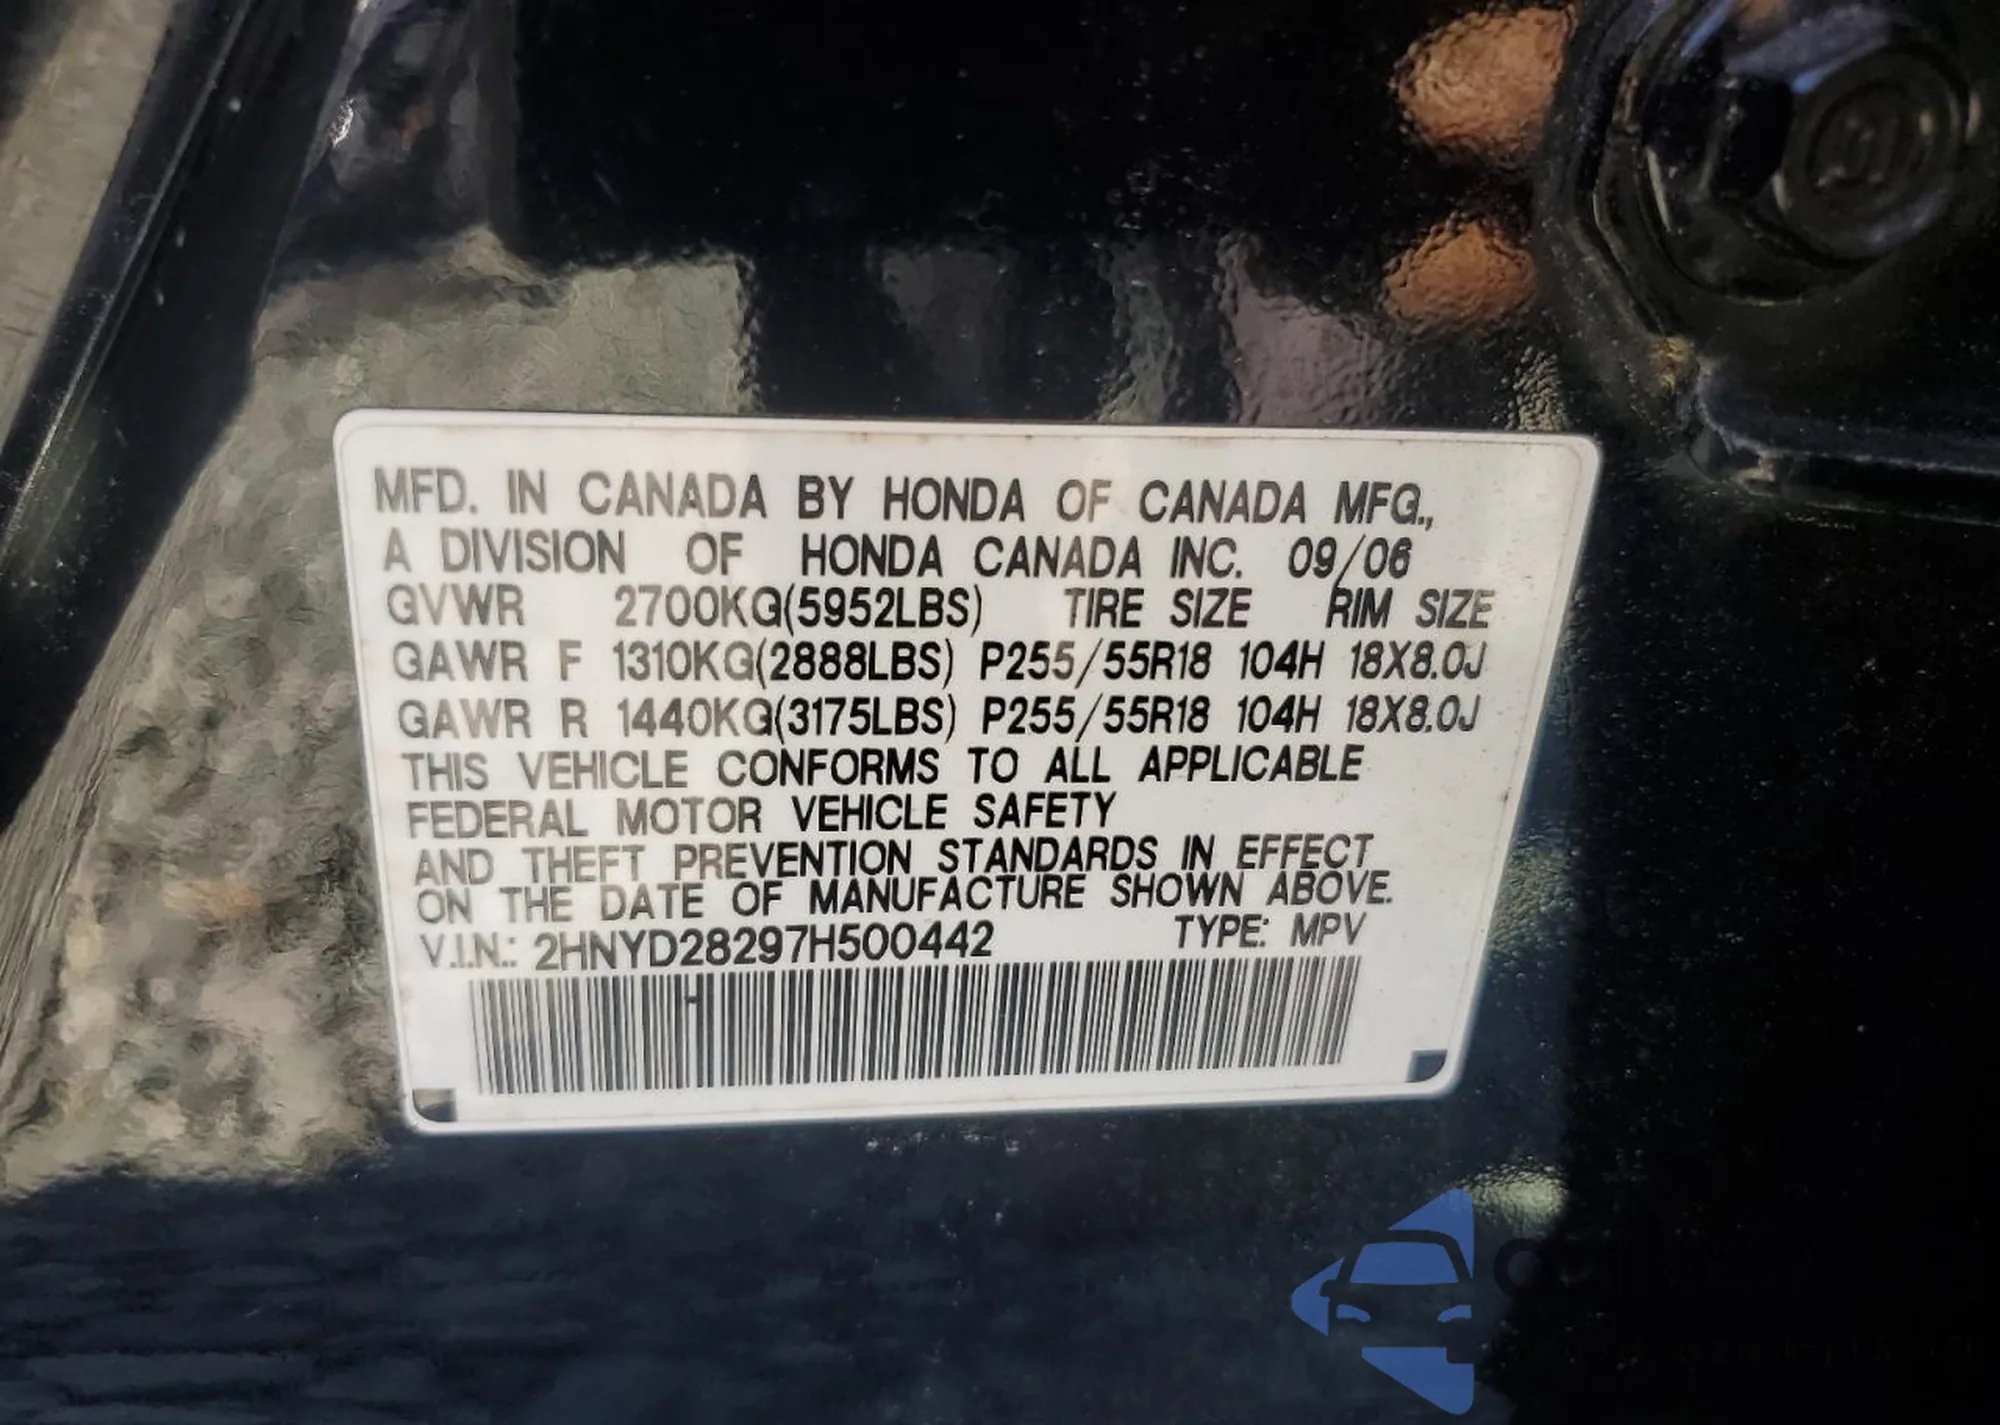 MFD. IN CANADA BY HONDA OF CANADA MFG.,
A DIVISION OF HONDA CANADA INC. 09/06
GVWR 2700KG(5952LBS) TIRE SIZE RIM SIZE
GAWR F 1310KG(2888LBS) P255/55R18 104H 18X8.0J
GAWR R 1440KG(3175LBS) P255/55R18 104H 18X8.0J
THIS VEHICLE CONFORMS TO ALL APPLICABLE
FEDERAL MOTOR VEHICLE SAFETY
AND THEFT PREVENTION STANDARDS IN EFFECT
ON THE DATE OF MANUFACTURE SHOWN ABOVE.
V.I.N.: 2HNYD28297H500442 TYPE: MPV